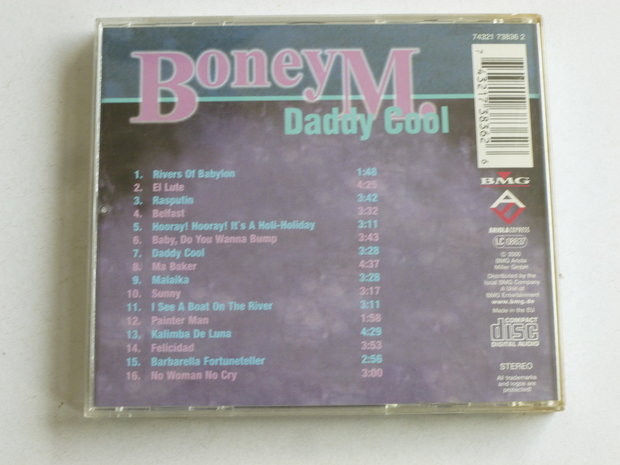 Boney M.
Daddy Cool
1. Rivers Of Babylon 1:48
2. El Lute 4:25
3. Rasputin 3:42
4. Belfast 3:32
5. Hooray! Hooray! It's A Holi-Holiday 3:11
6. Baby, Do You Wanna Bump 3:43
7. Daddy Cool 3:28
8. Ma Baker 4:37
9. Malaika 3:28
10. Sunny 3:17
11. I See A Boat On The River 3:11
12. Painter Man 1:58
13. Kalimba De Luna 4:29
14. Felicidad 3:53
15. Barbarella Fortuneteller 2:56
16. No Woman No Cry 3:00
74321 73836 2
7 43217 38362 6
BMG
ARIOLA EXPRESS
LC 09637
BMG Ariola
Miller GmbH
Distributed by the
local BMG Company
A Unit of
BMG Entertainment
www.bmg.de
Made in the EU
COMPACT
disc
DIGITAL AUDIO
STEREO
All trademarks
and logos are
protected.